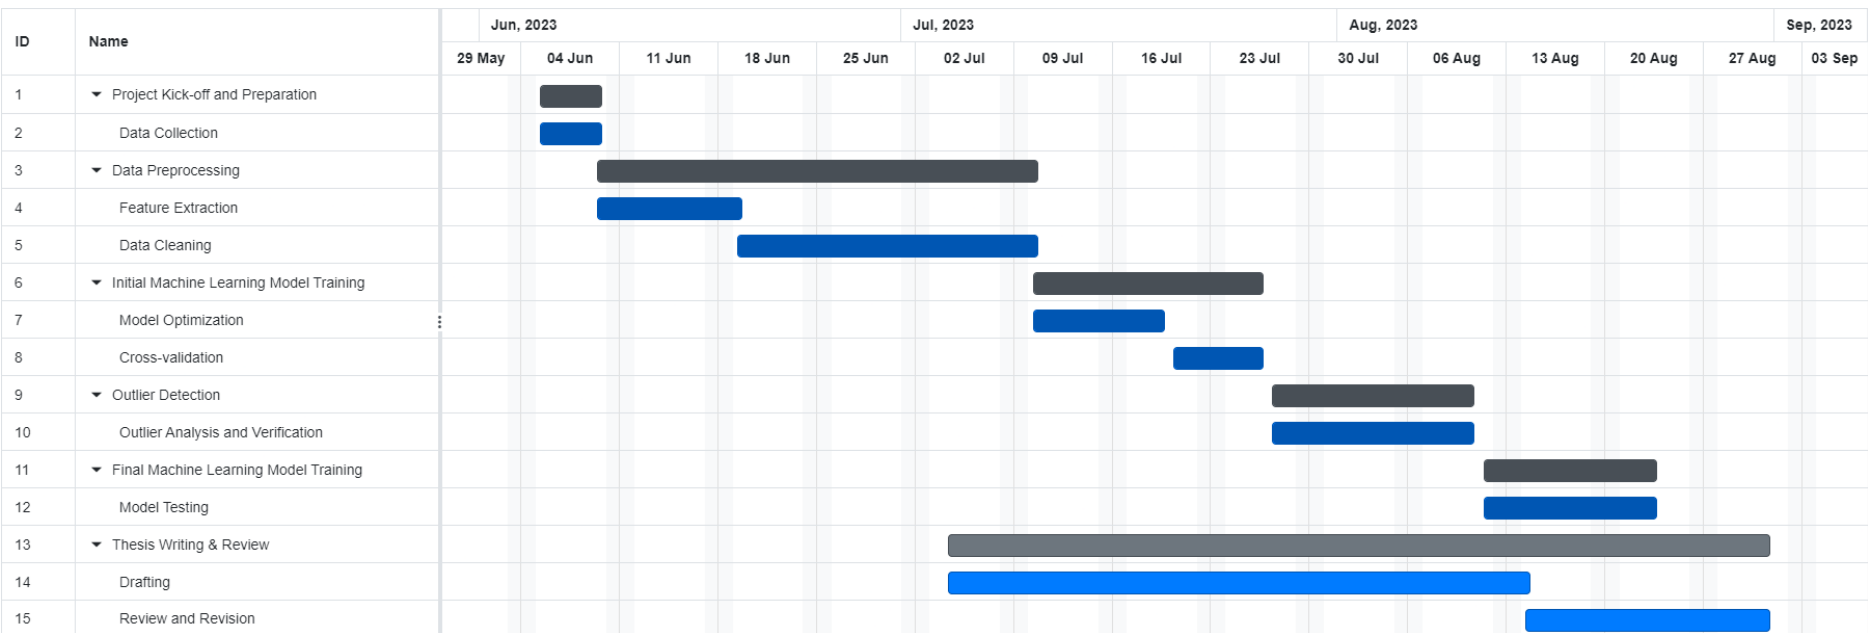 ID Name Jun, 2023 Jul, 2023 Aug, 2023 Sep, 2023
29 May 04 Jun 11 Jun 18 Jun 25 Jun 02 Jul 09 Jul 16 Jul 23 Jul 30 Jul 06 Aug 13 Aug 20 Aug 27 Aug 03 Sep
1 Project Kick-off and Preparation
2 Data Collection
3 Data Preprocessing
4 Feature Extraction
5 Data Cleaning
6 Initial Machine Learning Model Training
7 Model Optimization
8 Cross-validation
9 Outlier Detection
10 Outlier Analysis and Verification
11 Final Machine Learning Model Training
12 Model Testing
13 Thesis Writing & Review
14 Drafting
15 Review and Revision